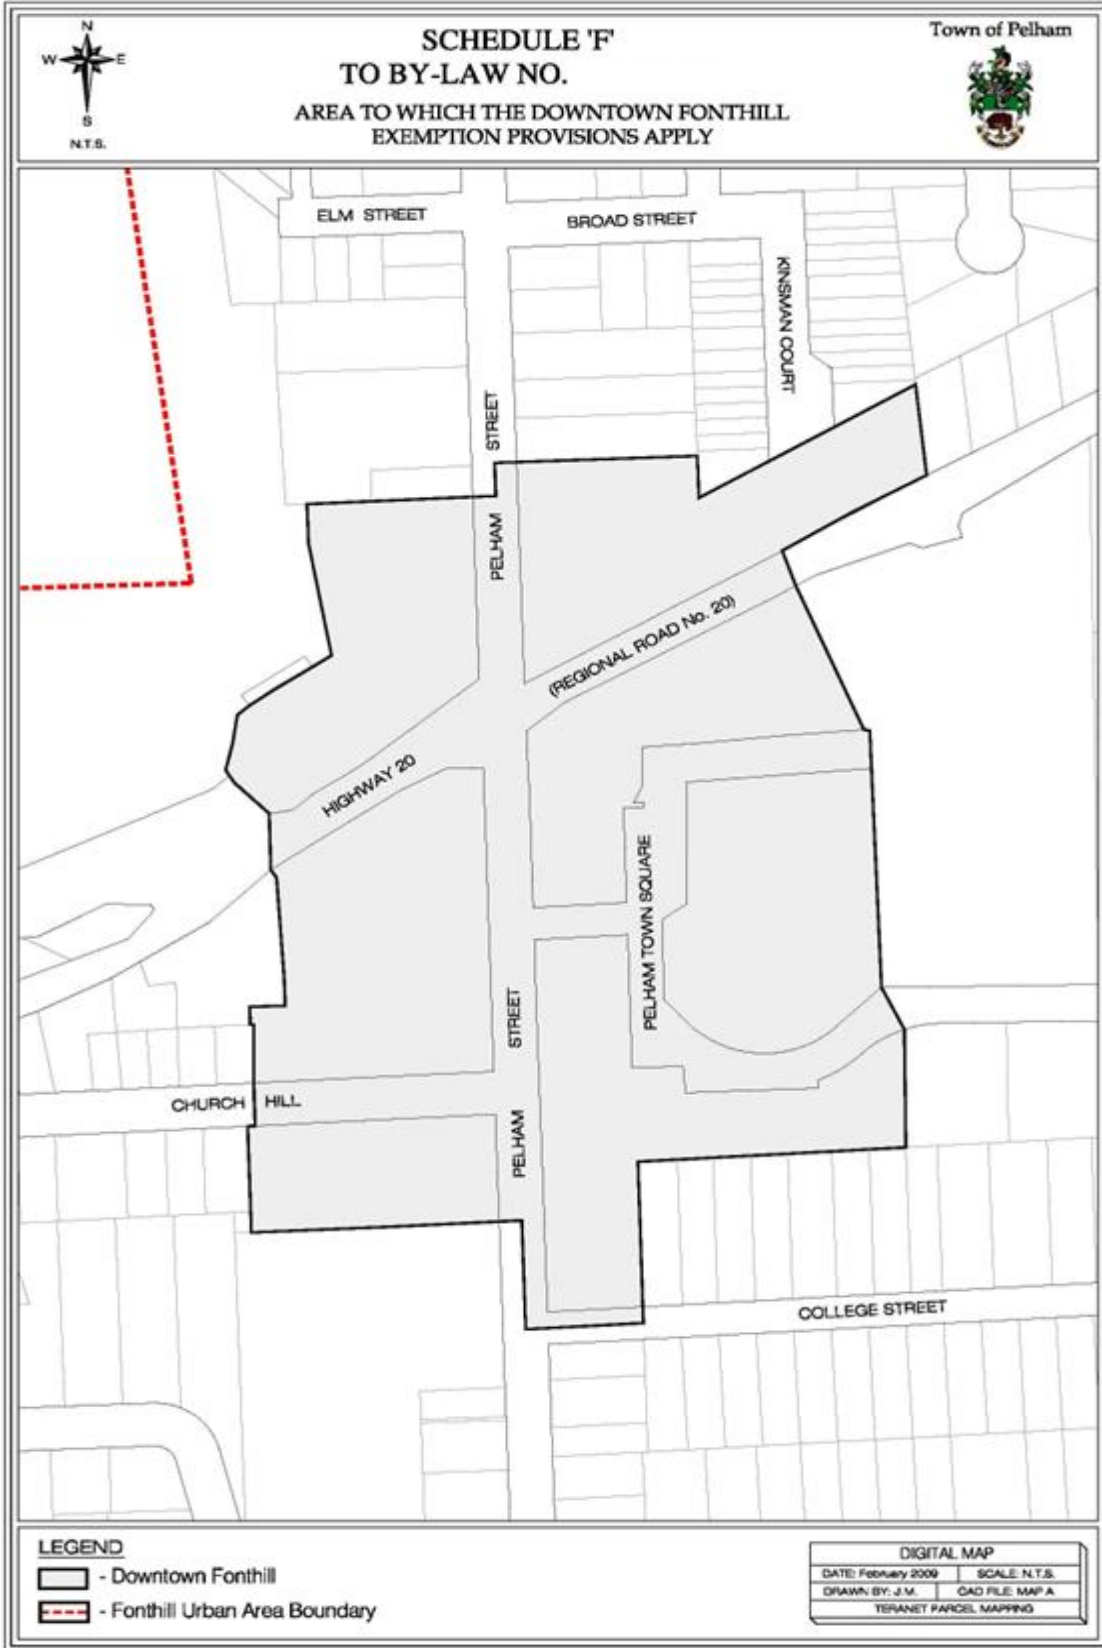 N
W E
S
N.T.S.
SCHEDULE 'F'
TO BY-LAW NO.
AREA TO WHICH THE DOWNTOWN FONTHILL
EXEMPTION PROVISIONS APPLY
Town of Pelham
ELM STREET
BROAD STREET
KINSMAN COURT
STREET
PELHAM
(REGIONAL ROAD No. 20)
HIGHWAY 20
PELHAM TOWN SQUARE
STREET
CHURCH HILL
PELHAM
COLLEGE STREET
LEGEND
- Downtown Fonthill
- Fonthill Urban Area Boundary
DIGITAL MAP
DATE: February 2009 SCALE: N.T.S.
DRAWN BY: J.M. CAD FILE: MAP A
TERANET PARCEL MAPPING